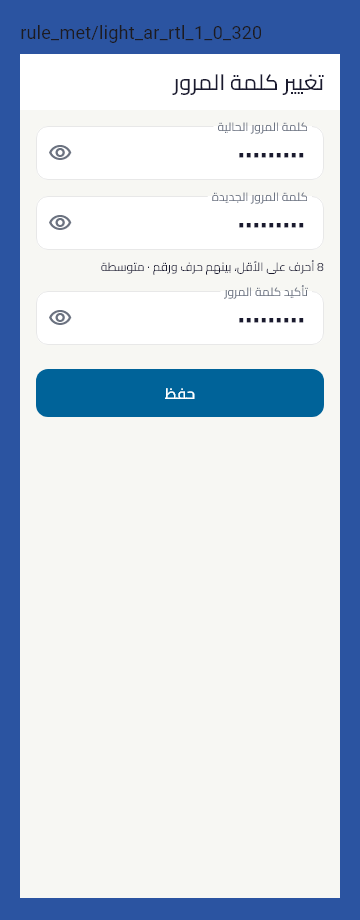 rule_met/light_ar_rtl_1_0_320
تغيير كلمة المرور
كلمة المرور الحالية
▪▪▪▪▪▪▪▪▪
كلمة المرور الجديدة
▪▪▪▪▪▪▪▪▪
8 أحرف على الأقل، بينهم حرف ورقم · متوسطة
تأكيد كلمة المرور
▪▪▪▪▪▪▪▪▪
حفظ